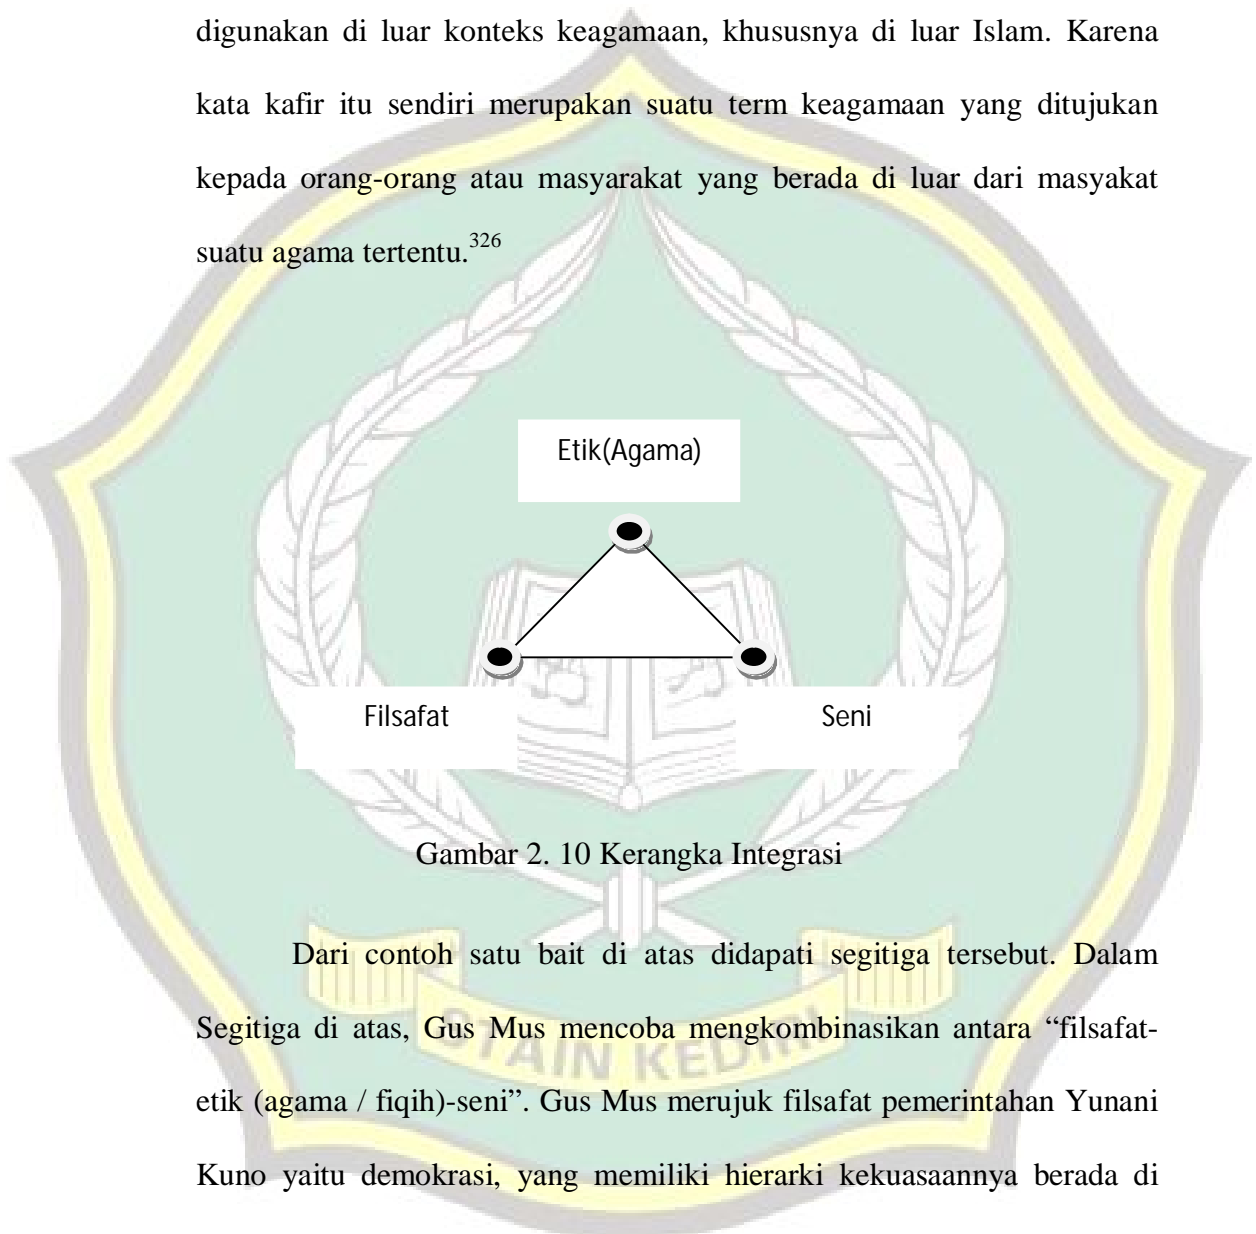 digunakan di luar konteks keagamaan, khususnya di luar Islam. Karena
kata kafir itu sendiri merupakan suatu term keagamaan yang ditujukan
kepada orang-orang atau masyarakat yang berada di luar dari masyakat
suatu agama tertentu.326
Etik(Agama)
Filsafat
Seni
Gambar 2. 10 Kerangka Integrasi
Dari contoh satu bait di atas didapati segitiga tersebut. Dalam
Segitiga di atas, Gus Mus mencoba mengkombinasikan antara “filsafat-
STAIN KEDIRI
etik (agama / fiqih)-seni”. Gus Mus merujuk filsafat pemerintahan Yunani
Kuno yaitu demokrasi, yang memiliki hierarki kekuasaannya berada di